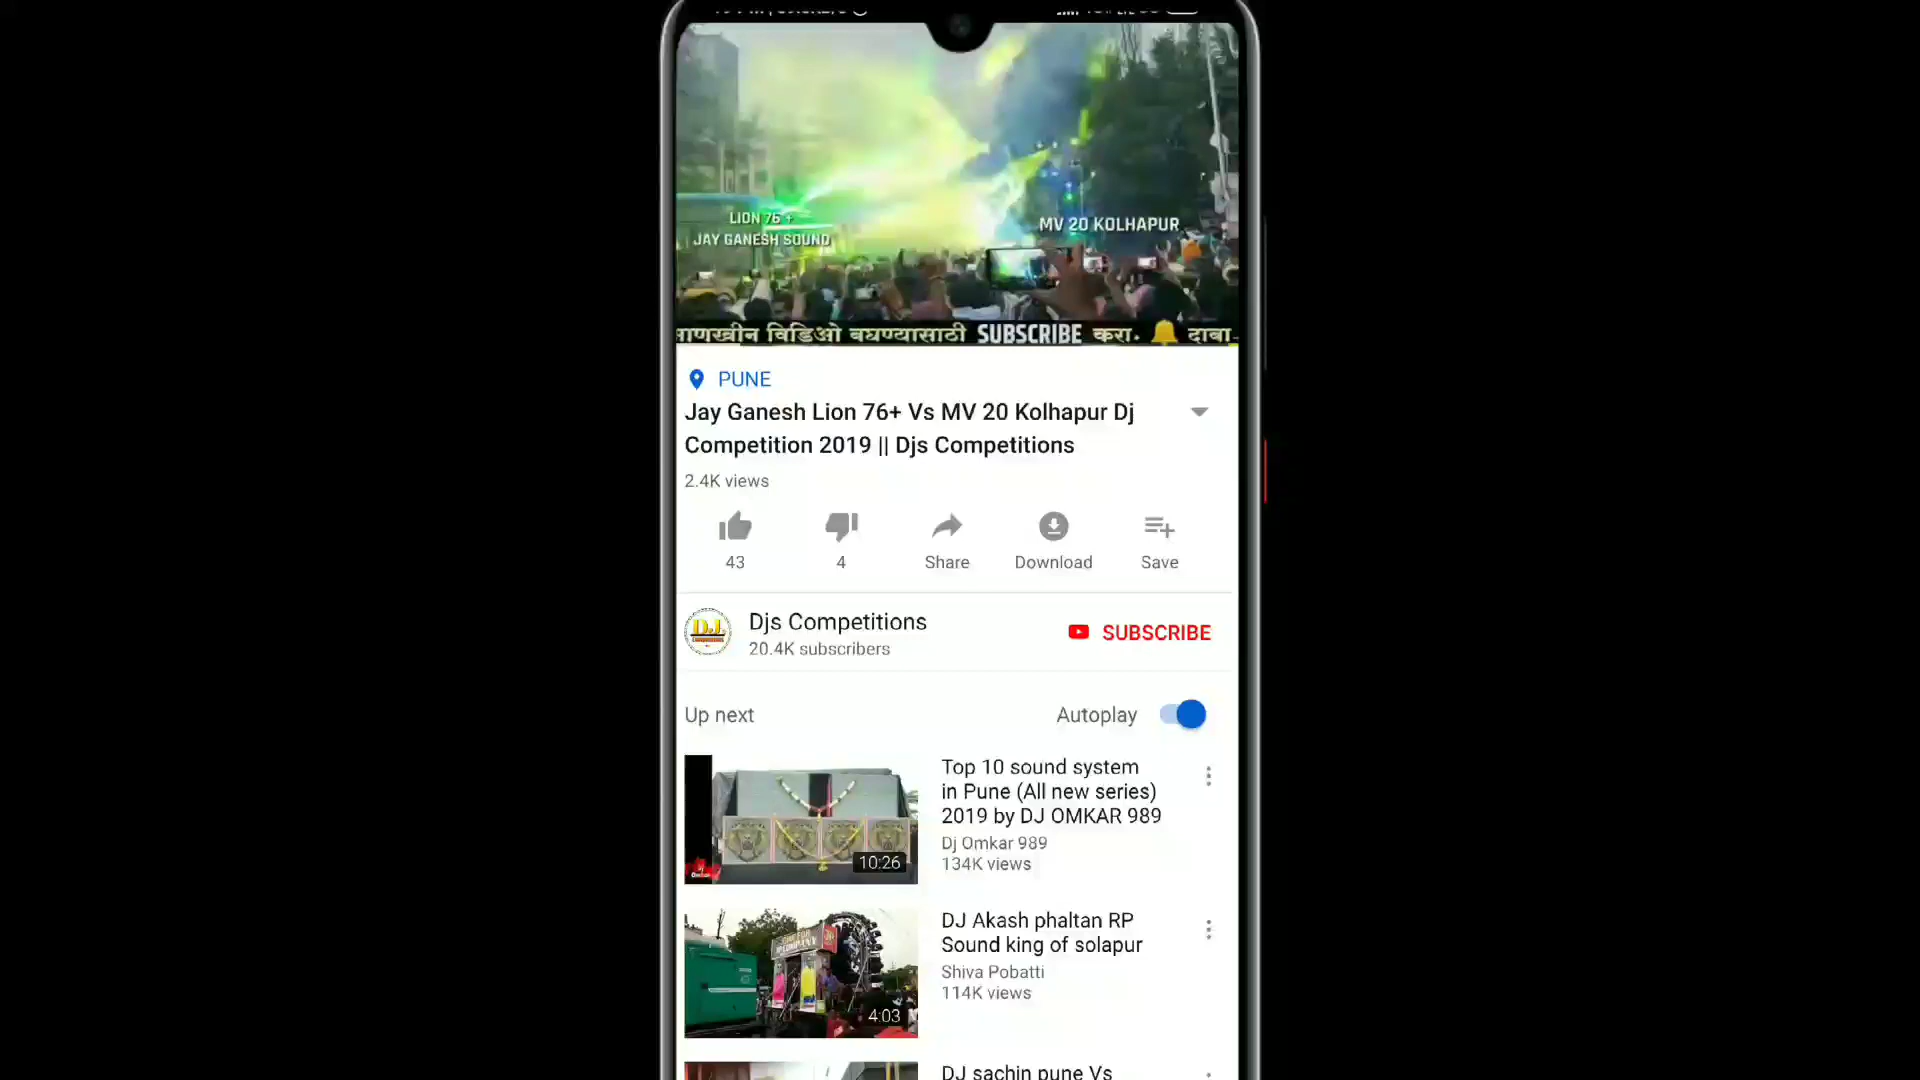 LION 76 +
JAY GANESH SOUND
MV 20 KOLHAPUR
विडिओ बघण्यासाठी SUBSCRIBE करा. दाबा
PUNE
Jay Ganesh Lion 76+ Vs MV 20 Kolhapur Dj
Competition 2019 || Djs Competitions
2.4K views
43
4
Share
Download
Save
DJ
Djs Competitions
20.4K subscribers
SUBSCRIBE
Up next
Autoplay
10:26
Top 10 sound system
in Pune (All new series)
2019 by DJ OMKAR 989
Dj Omkar 989
134K views
4:03
DJ Akash phaltan RP
Sound king of solapur
Shiva Pobatti
114K views
DJ sachin pune Vs